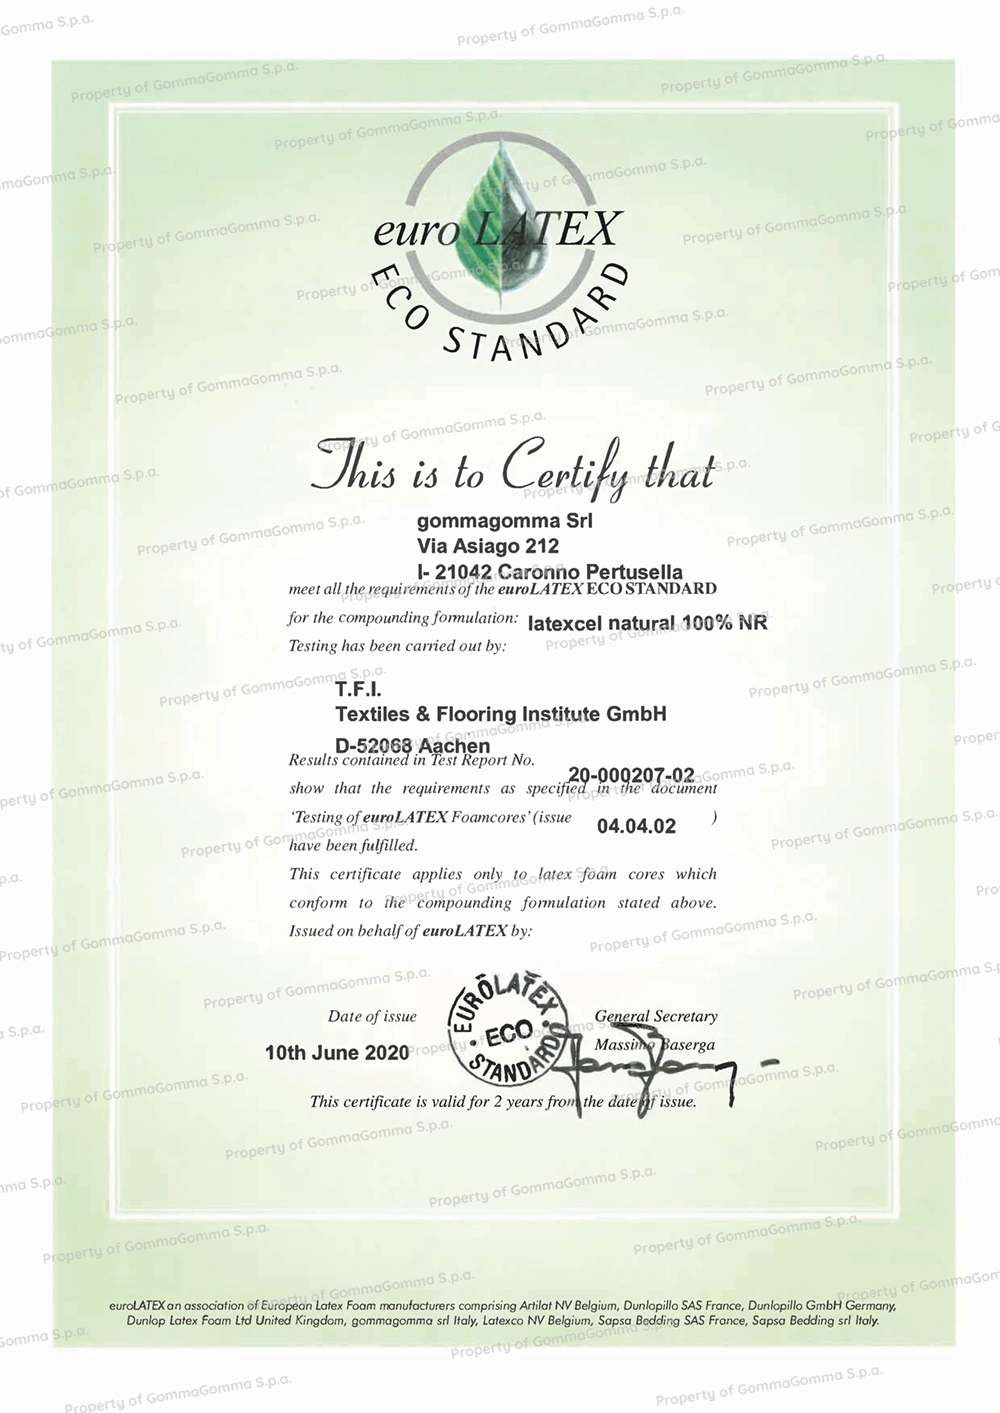 euro LATEX
ECO STANDARD
This is to Certify that
gommagomma Srl
Via Asiago 212
I- 21042 Caronno Pertusella
meet all the requirements of the euroLATEX ECO STANDARD
for the compounding formulation: latexcel natural 100% NR
Testing has been carried out by:
T.F.I.
Textiles & Flooring Institute GmbH
D-52068 Aachen
Results contained in Test Report No.
20-000207-02
show that the requirements as specified in the document
‘Testing of euroLATEX Foamcores’ (issue 04.04.02 )
have been fulfilled.
This certificate applies only to latex foam cores which
conform to the compounding formulation stated above.
Issued on behalf of euroLATEX by:
EUROLATEX
ECO
STANDARD
Date of issue
General Secretary
10th June 2020
Massimo Baserga
This certificate is valid for 2 years from the date of issue.
euroLATEX an association of European Latex Foam manufacturers comprising Artilat NV Belgium, Dunlopillo SAS France, Dunlopillo GmbH Germany,
Dunlop Latex Foam Ltd United Kingdom, gommagomma srl Italy, Latexco NV Belgium, Sapsa Bedding SAS France, Sapsa Bedding srl Italy.
Property of GommaGomma S.p.a.